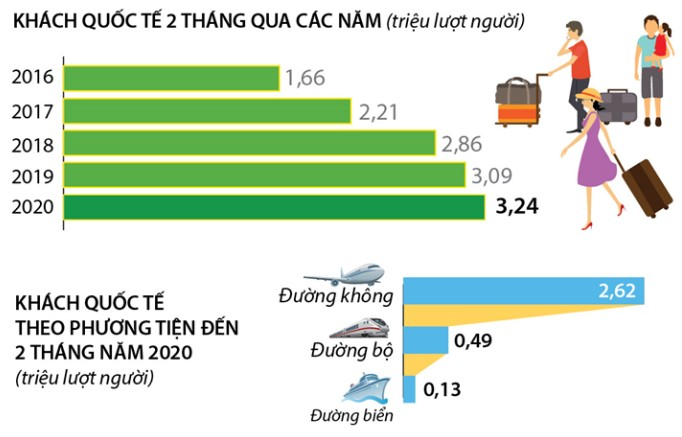 KHÁCH QUỐC TẾ 2 THÁNG QUA CÁC NĂM (triệu lượt người)
2016 1,66
2017 2,21
2018 2,86
2019 3,09
2020 3,24
KHÁCH QUỐC TẾ
THEO PHƯƠNG TIỆN ĐẾN
2 THÁNG NĂM 2020
(triệu lượt người)
Đường không 2,62
Đường bộ 0,49
Đường biển 0,13